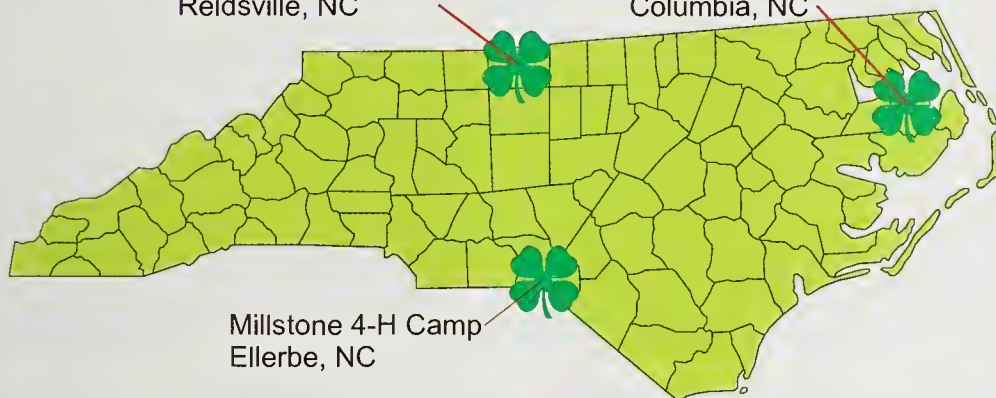 Reidsville, NC
Columbia, NC
Millstone 4-H Camp
Ellerbe, NC